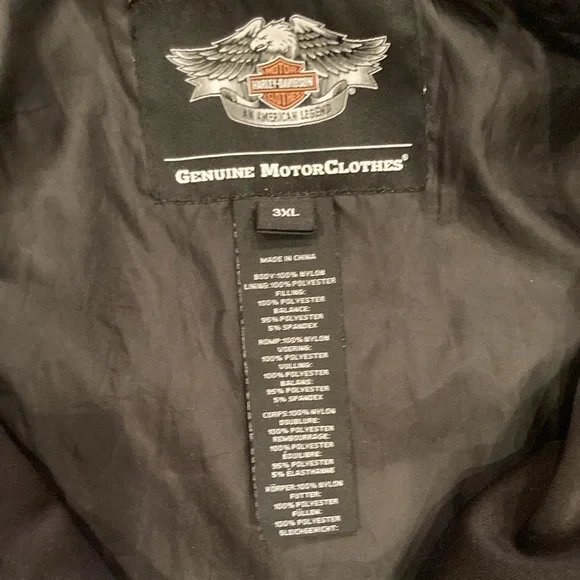 MOTOR
HARLEY-DAVIDSON
CLOTHES
AN AMERICAN LEGEND
GENUINE MOTORCLOTHES®
3XL
MADE IN CHINA
BODY:100% NYLON
LINING:100% POLYESTER
FILLING:
100% POLYESTER
BALANCE:
95% POLYESTER
5% SPANDEX
ROMP:100% NYLON
VOERING:
100% POLYESTER
VULLING:
100% POLYESTER
BALANS:
95% POLYESTER
5% SPANDEX
CORPS:100% NYLON
DOUBLURE:
100% POLYESTER
REMBOURRAGE:
100% POLYESTER
ÉQUILIBRE:
95% POLYESTER
5% ÉLASTHANNE
KÖRPER:100% NYLON
FUTTER:
100% POLYESTER
FÜLLEN:
100% POLYESTER
GLEICHGERICHT: